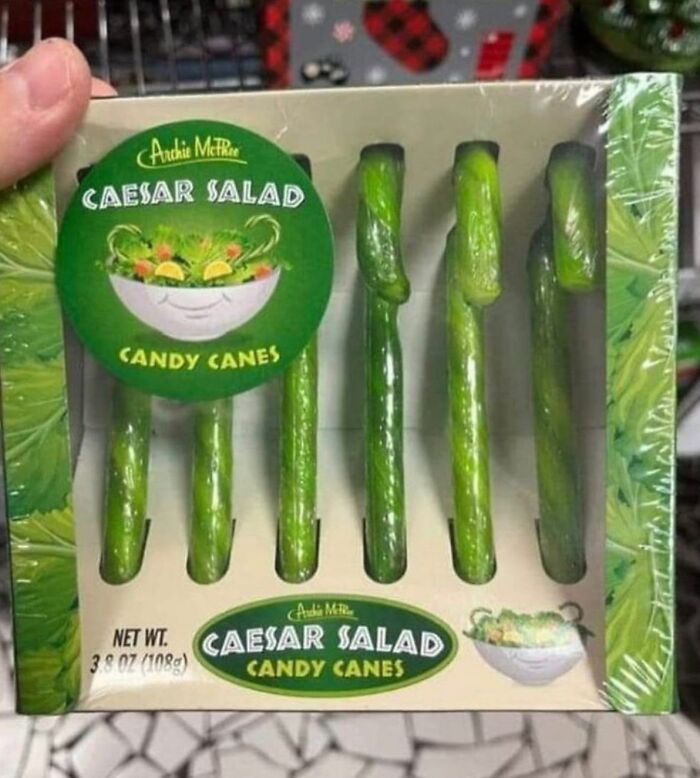 Archie McPhee
CAESAR SALAD
CANDY CANES
NET WT.
3.8 OZ (108g)
Archie McPhee
CAESAR SALAD
CANDY CANES